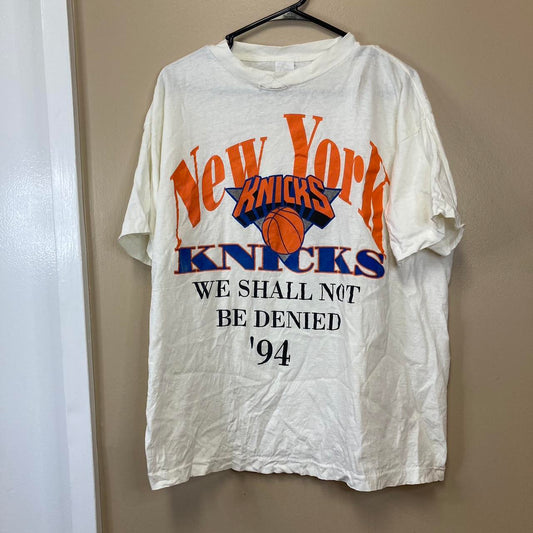 New York
KNICKS
KNICKS
WE SHALL NOT
BE DENIED
'94